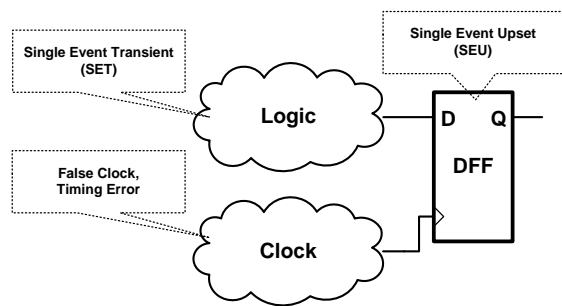 Single Event Transient
(SET)
Single Event Upset
(SEU)
Logic
D
Q
DFF
False Clock,
Timing Error
Clock